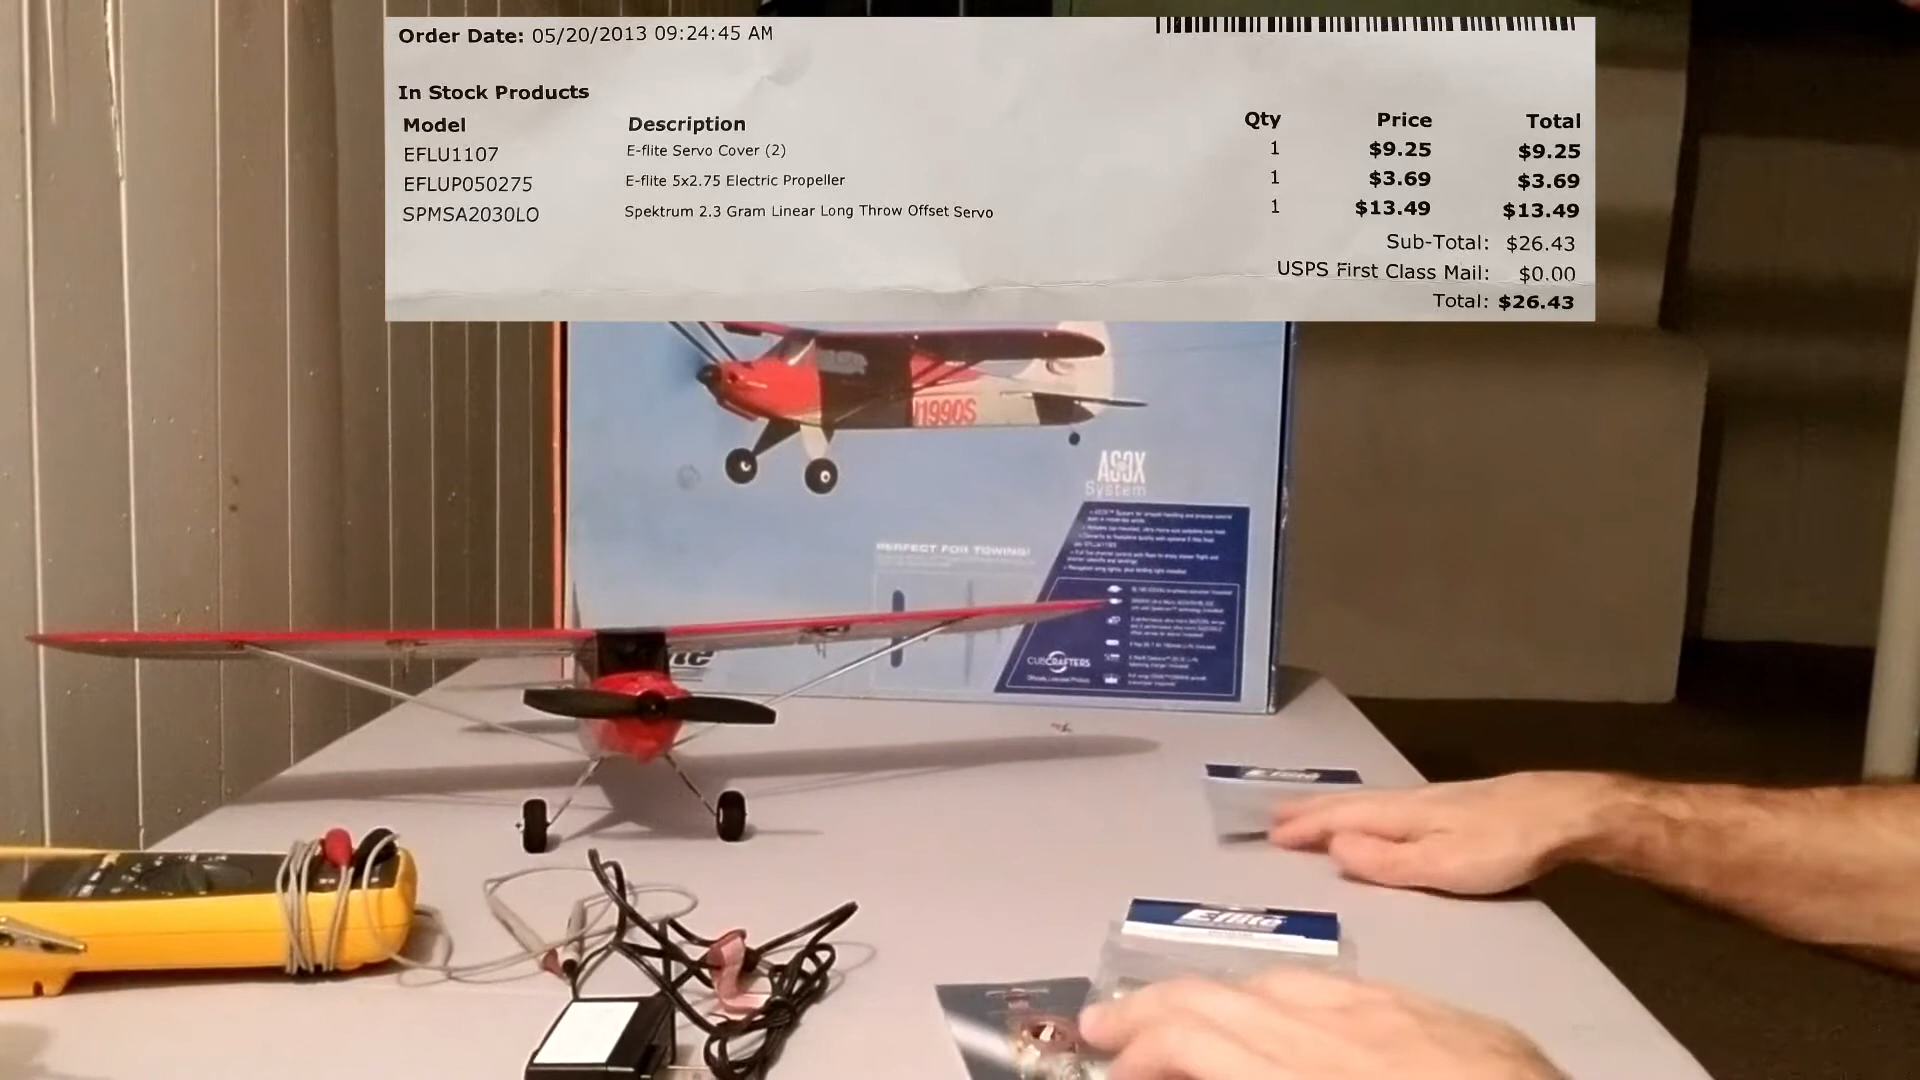 Order Date: 05/20/2013 09:24:45 AM
In Stock Products
Model Description Qty Price Total
EFLU1107 E-flite Servo Cover (2) 1 $9.25 $9.25
EFLUP050275 E-flite 5x2.75 Electric Propeller 1 $3.69 $3.69
SPMSA2030LO Spektrum 2.3 Gram Linear Long Throw Offset Servo 1 $13.49 $13.49
Sub-Total: $26.43
USPS First Class Mail: $0.00
Total: $26.43
1990S
AS3X
System
PERFECT FOR TOWING!
CUBCRAFTERS
E-flite
E-flite